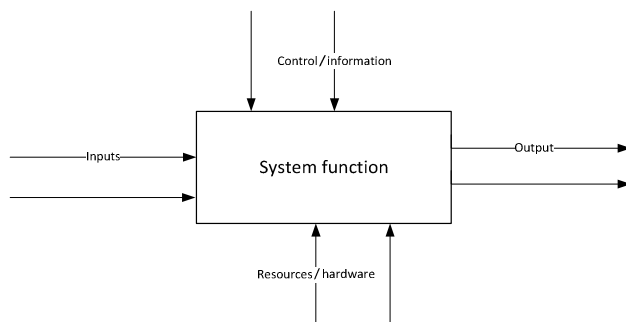 Control/information
Inputs
System function
Output
Resources/hardware